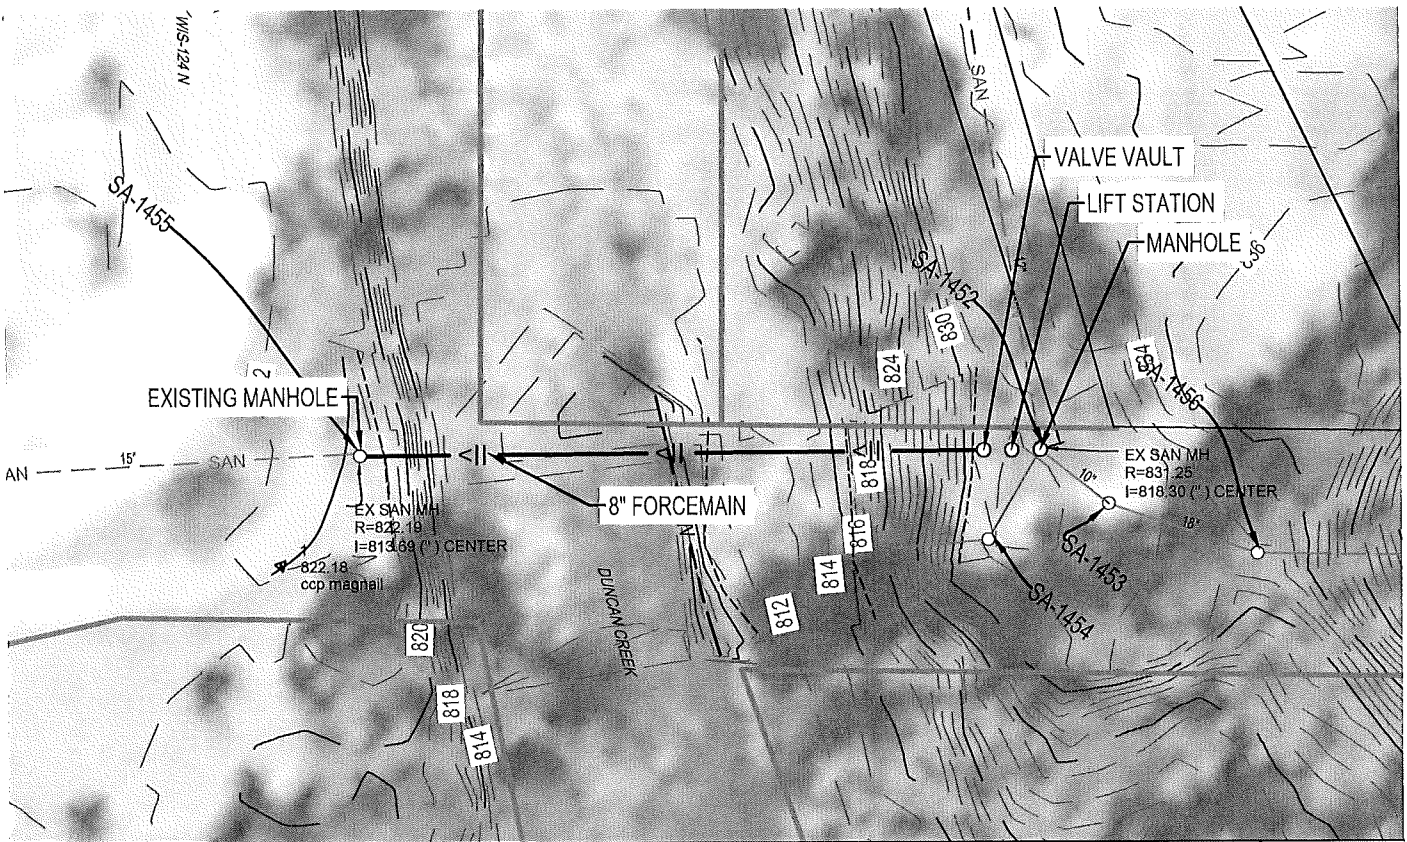 WIS-124 N
SAN
VALVE VAULT
SA-1455
LIFT STATION
MANHOLE
SA-1452
830
824
SA-1456
EXISTING MANHOLE
15"
SAN
AN
EX SAN MH
R=831.25
I=818.30 (" ) CENTER
10"
18"
818
8" FORCEMAIN
EX SAN MH
R=822.19
I=813.69 (" ) CENTER
816
SA-1453
1
822.18
ccp magnail
814
DUNCAN CREEK
812
SA-1454
820
818
814